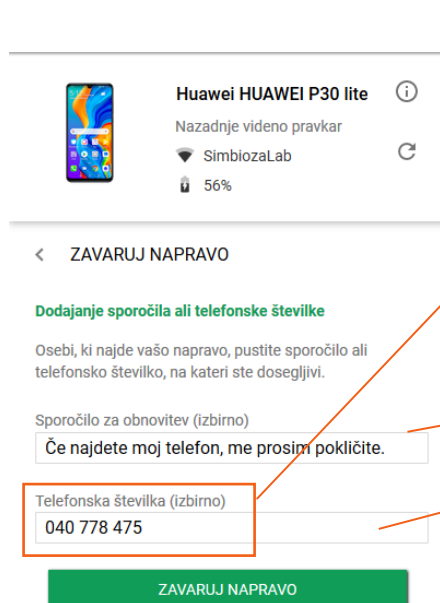 Huawei HUAWEI P30 lite
Nazadnje videno pravkar
SimbiozaLab
56%
ZAVARUJ NAPRAVO
Dodajanje sporočila ali telefonske številke
Osebi, ki najde vašo napravo, pustite sporočilo ali
telefonsko številko, na kateri ste dosegljivi.
Sporočilo za obnovitev (izbirno)
Če najdete moj telefon, me prosim pokličite.
Telefonska številka (izbirno)
040 778 475
ZAVARUJ NAPRAVO